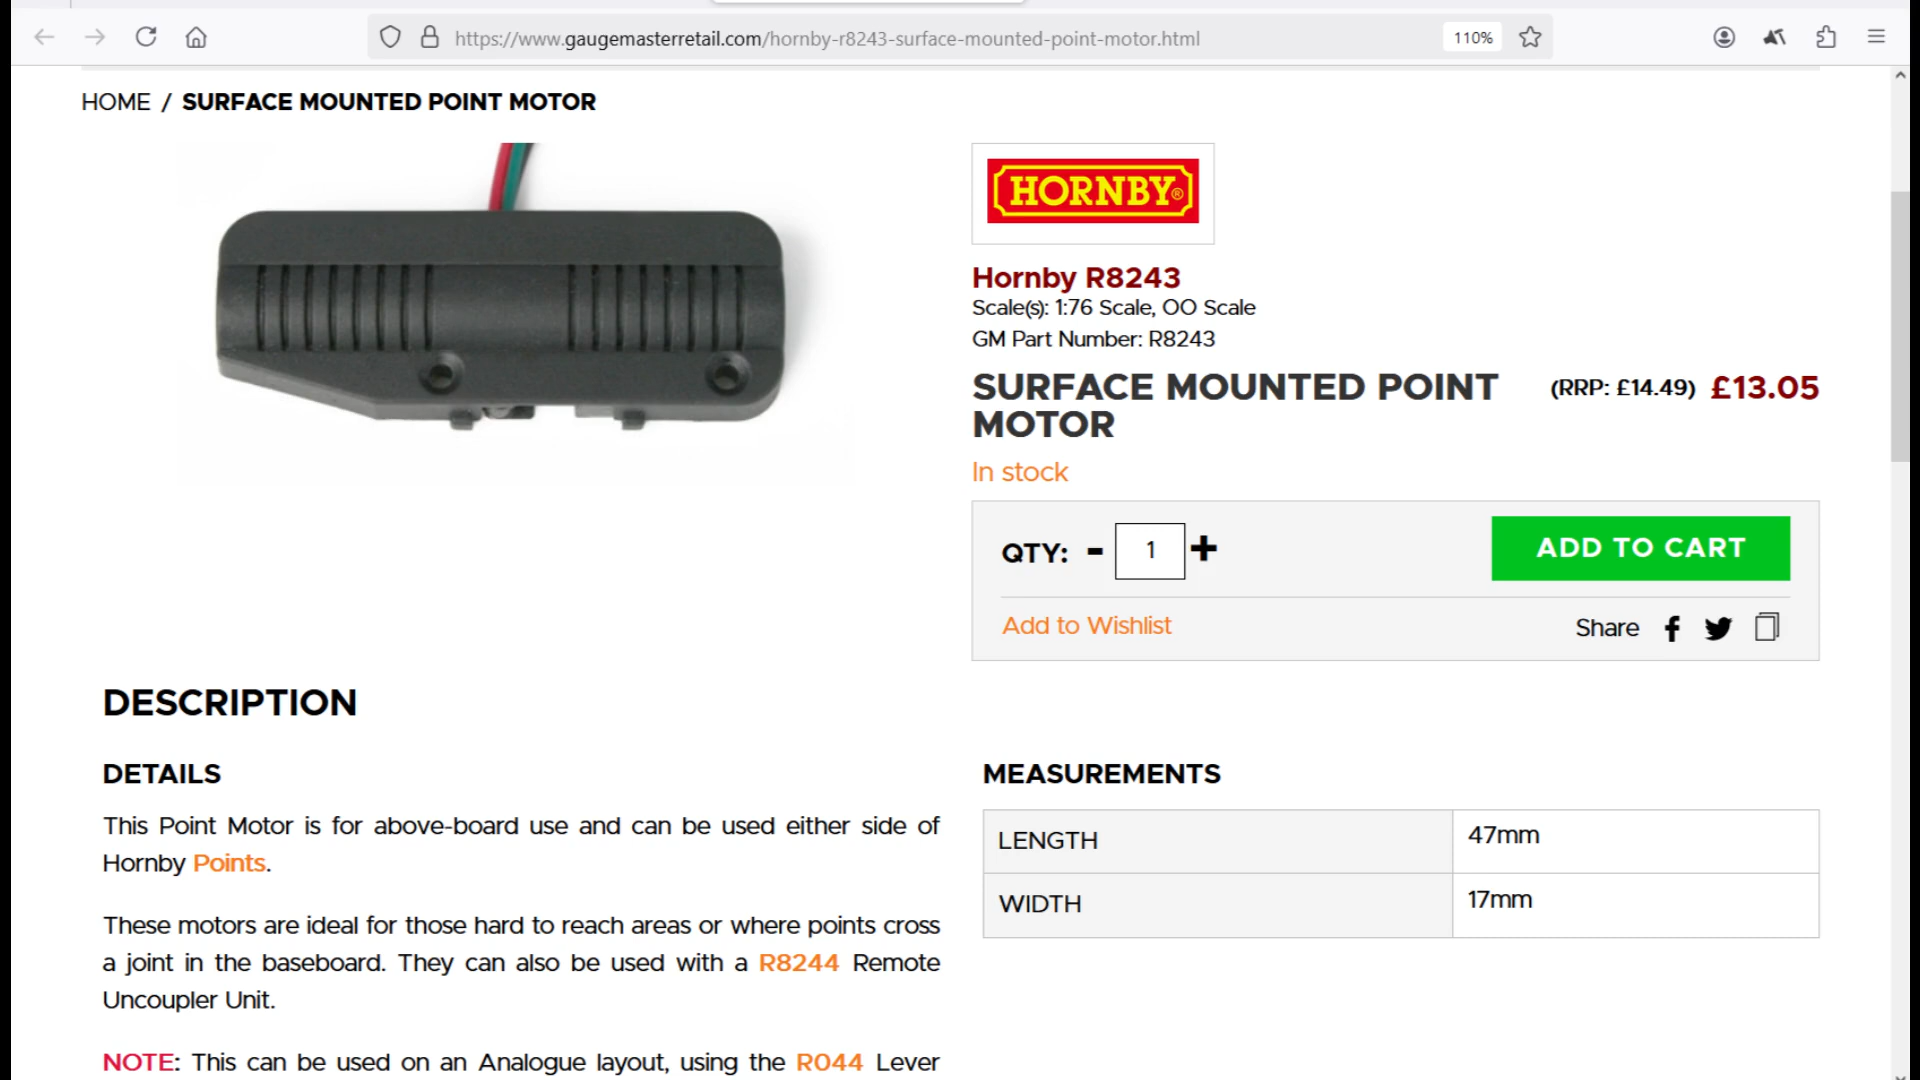 https://www.gaugemasterretail.com/hornby-r8243-surface-mounted-point-motor.html
110%
HOME / SURFACE MOUNTED POINT MOTOR
HORNBY®
Hornby R8243
Scale(s): 1:76 Scale, OO Scale
GM Part Number: R8243
SURFACE MOUNTED POINT MOTOR
(RRP: £14.49) £13.05
In stock
QTY: - 1 +
ADD TO CART
Add to Wishlist
Share
DESCRIPTION
DETAILS
This Point Motor is for above-board use and can be used either side of
Hornby Points.
These motors are ideal for those hard to reach areas or where points cross
a joint in the baseboard. They can also be used with a R8244 Remote
Uncoupler Unit.
NOTE: This can be used on an Analogue layout, using the R044 Lever
MEASUREMENTS
LENGTH 47mm
WIDTH 17mm